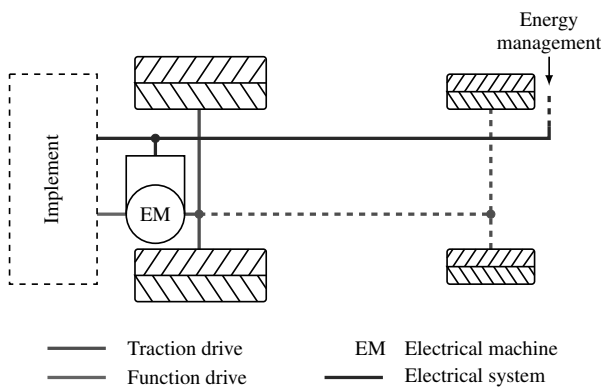 Energy
management
Implement
EM
Traction drive
EM Electrical machine
Function drive
Electrical system